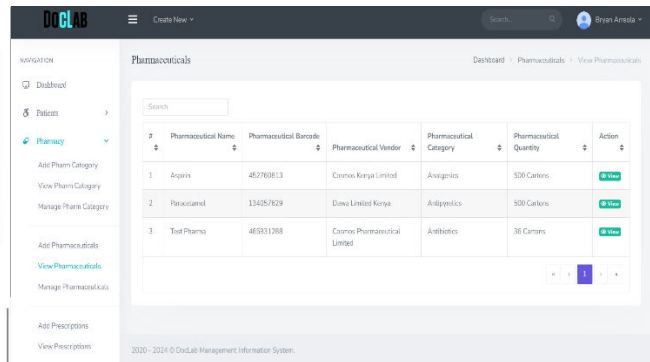 DOCLAB
Create New
Search...
Bryan Arreola
NAVIGATION
Dashboard
Patients
Pharmacy
Add Pharm Category
View Pharm Category
Manage Pharm Category
Add Pharmaceuticals
View Pharmaceuticals
Manage Pharmaceuticals
Add Prescriptions
View Prescriptions
Pharmaceuticals
Dashboard > Pharmaceuticals > View Pharmaceuticals
Search
# Pharmaceutical Name Pharmaceutical Barcode Pharmaceutical Vendor Pharmaceutical Category Pharmaceutical Quantity Action
1 Aspirin 452760813 Cosmos Kenya Limited Analgesics 500 Cartons View
2 Paracetamol 134057829 Dawa Limited Kenya Antipyretics 500 Cartons View
3 Test Pharma 465931288 Cosmos Pharmaceutical Limited Antibiotics 36 Cartons View
« ‹ 1 › »
2020 - 2024 © DocLab Management Information System.